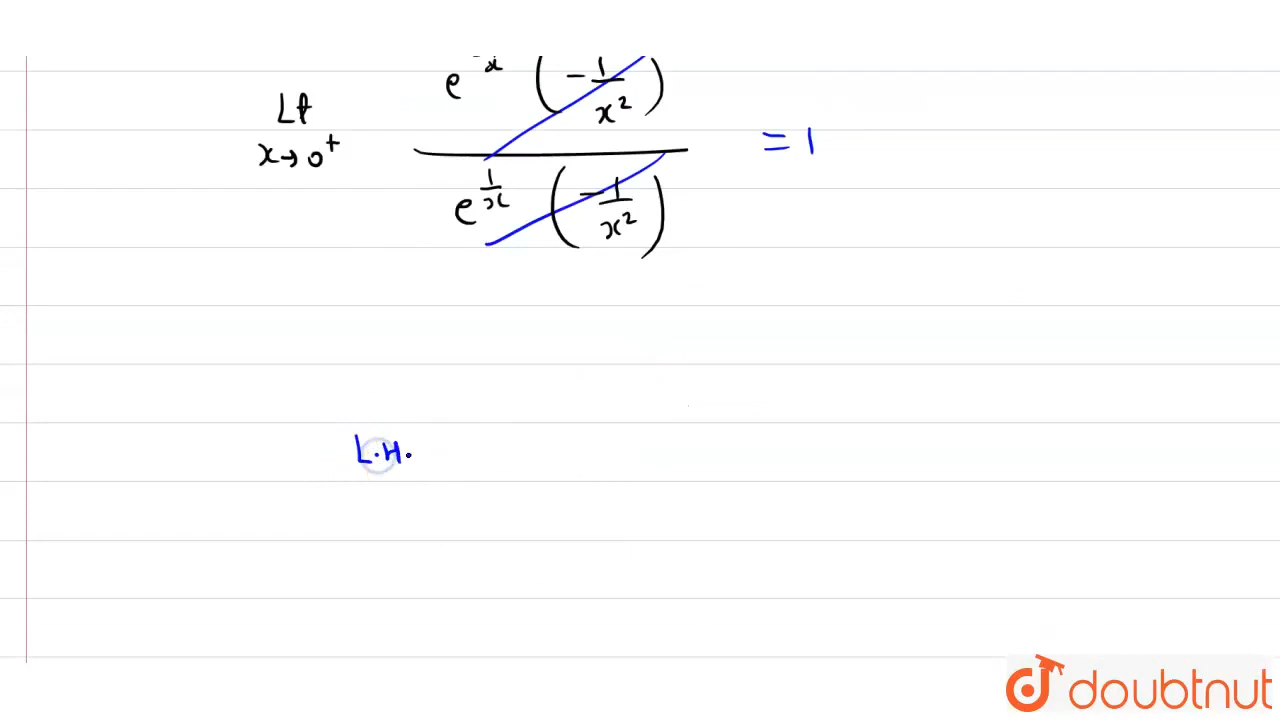 Lt x→0+ e^(1/x) (-1/x²) / e^(1/x) (-1/x²) = 1
L.H.
doubtnut